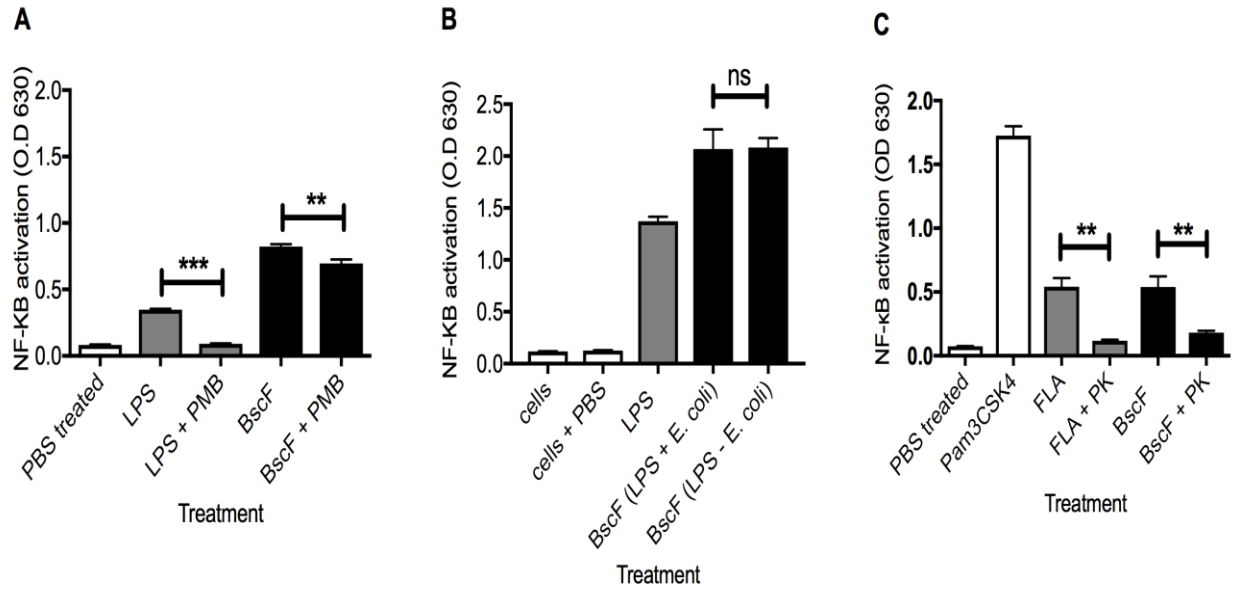 A
NF-KB activation (O.D 630)
2.0
1.5
1.0
0.5
0.0
***
**
PBS treated
LPS
LPS + PMB
BscF
BscF + PMB
Treatment
B
NF-KB activation (O.D 630)
2.5
2.0
1.5
1.0
0.5
0.0
ns
cells
cells + PBS
LPS
BscF (LPS + E. coli)
BscF (LPS - E. coli)
Treatment
C
NF-κB activation (OD 630)
2.0
1.5
1.0
0.5
0.0
**
**
PBS treated
Pam3CSK4
FLA
FLA + PK
BscF
BscF + PK
Treatment